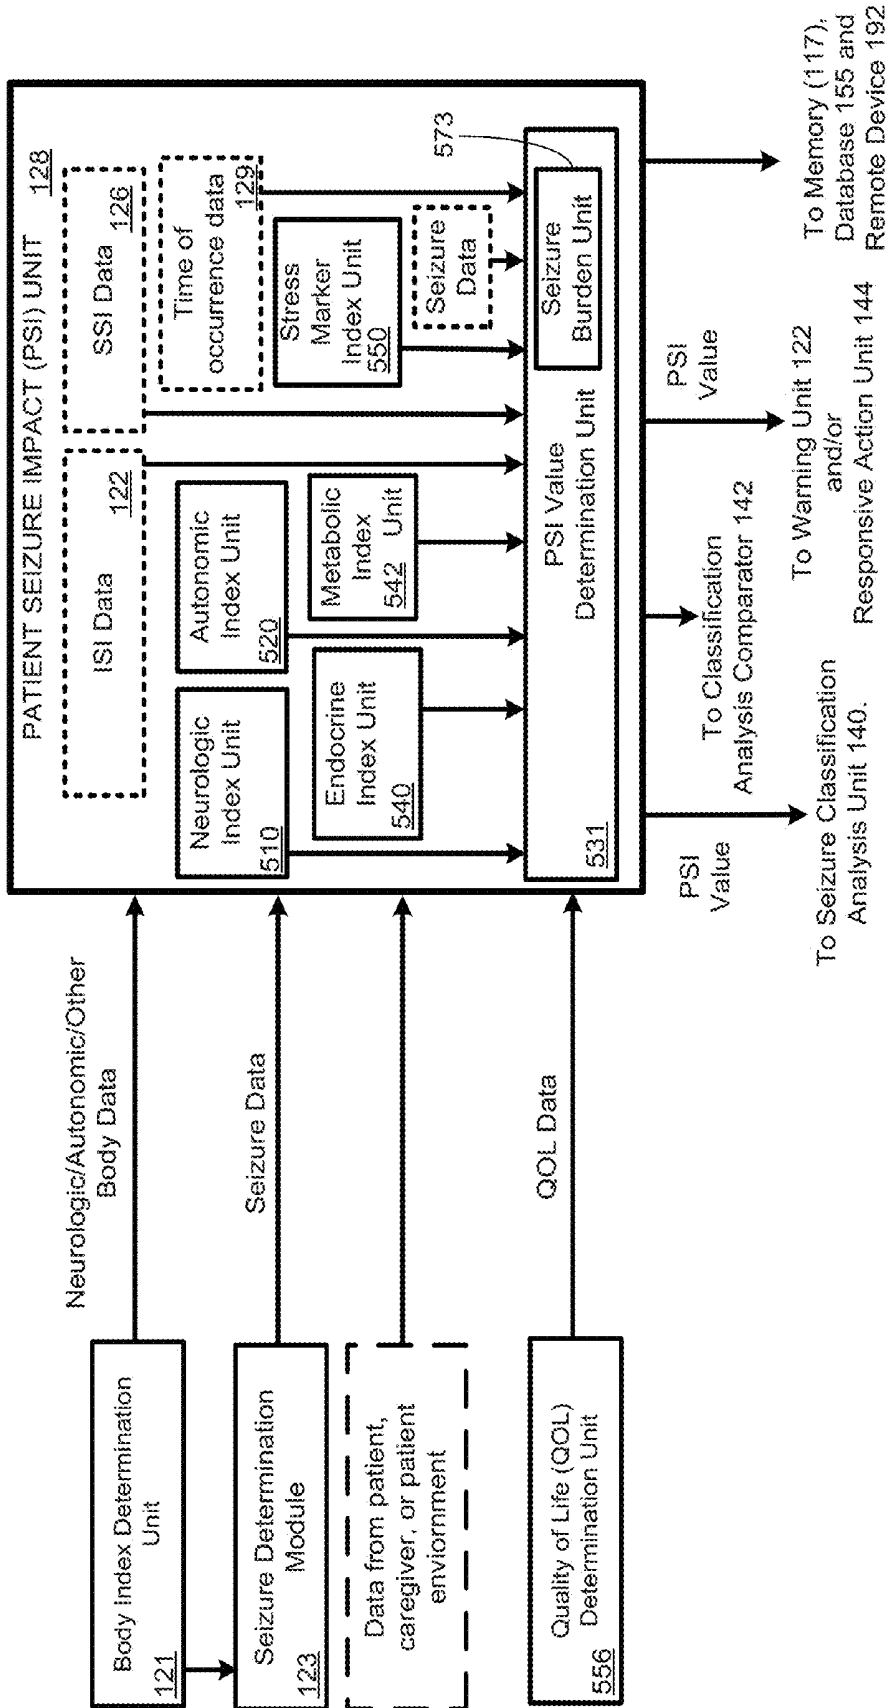 PATIENT SEIZURE IMPACT (PSI) UNIT
128
ISI Data
122
SSI Data
126
Time of
occurrence data
129
Neurologic
Index Unit
510
Autonomic
Index Unit
520
Stress
Marker
Index Unit
550
Endocrine
Index Unit
540
Metabolic
Index
Unit
542
Seizure
Data
573
PSI Value
Determination Unit
531
Seizure
Burden Unit
Body Index Determination
Unit
121
Neurologic/Autonomic/Other
Body Data
Seizure Determination
Module
123
Seizure Data
Data from patient,
caregiver, or patient
enviornment
Quality of Life (QOL)
Determination Unit
556
QOL Data
PSI
Value
To Seizure Classification
Analysis Unit 140.
To Classification
Analysis Comparator 142
PSI
Value
To Warning Unit 122
and/or
Responsive Action Unit 144
To Memory (117),
Database 155 and
Remote Device 192